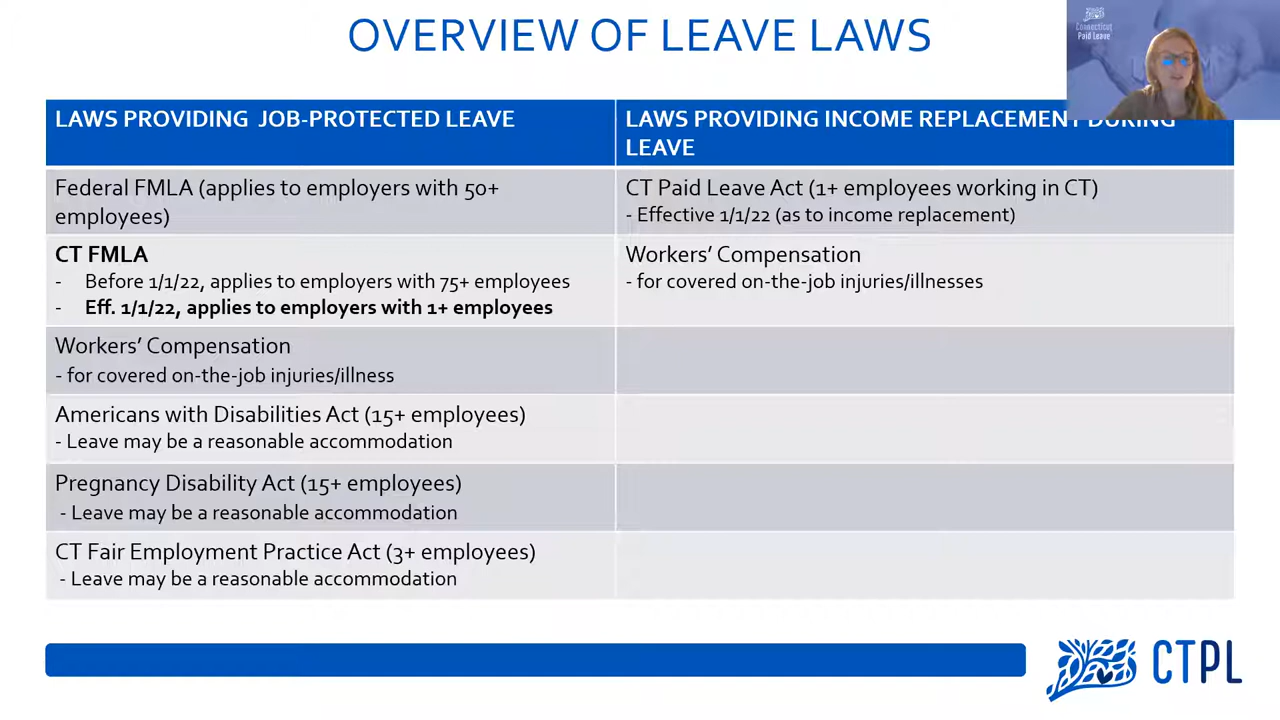 OVERVIEW OF LEAVE LAWS
Connecticut
Paid Leave
LAWS PROVIDING JOB-PROTECTED LEAVE
LAWS PROVIDING INCOME REPLACEMENT DURING
LEAVE
Federal FMLA (applies to employers with 50+
employees)
CT Paid Leave Act (1+ employees working in CT)
- Effective 1/1/22 (as to income replacement)
CT FMLA
- Before 1/1/22, applies to employers with 75+ employees
- Eff. 1/1/22, applies to employers with 1+ employees
Workers' Compensation
- for covered on-the-job injuries/illnesses
Workers' Compensation
- for covered on-the-job injuries/illness
Americans with Disabilities Act (15+ employees)
- Leave may be a reasonable accommodation
Pregnancy Disability Act (15+ employees)
- Leave may be a reasonable accommodation
CT Fair Employment Practice Act (3+ employees)
- Leave may be a reasonable accommodation
CTPL